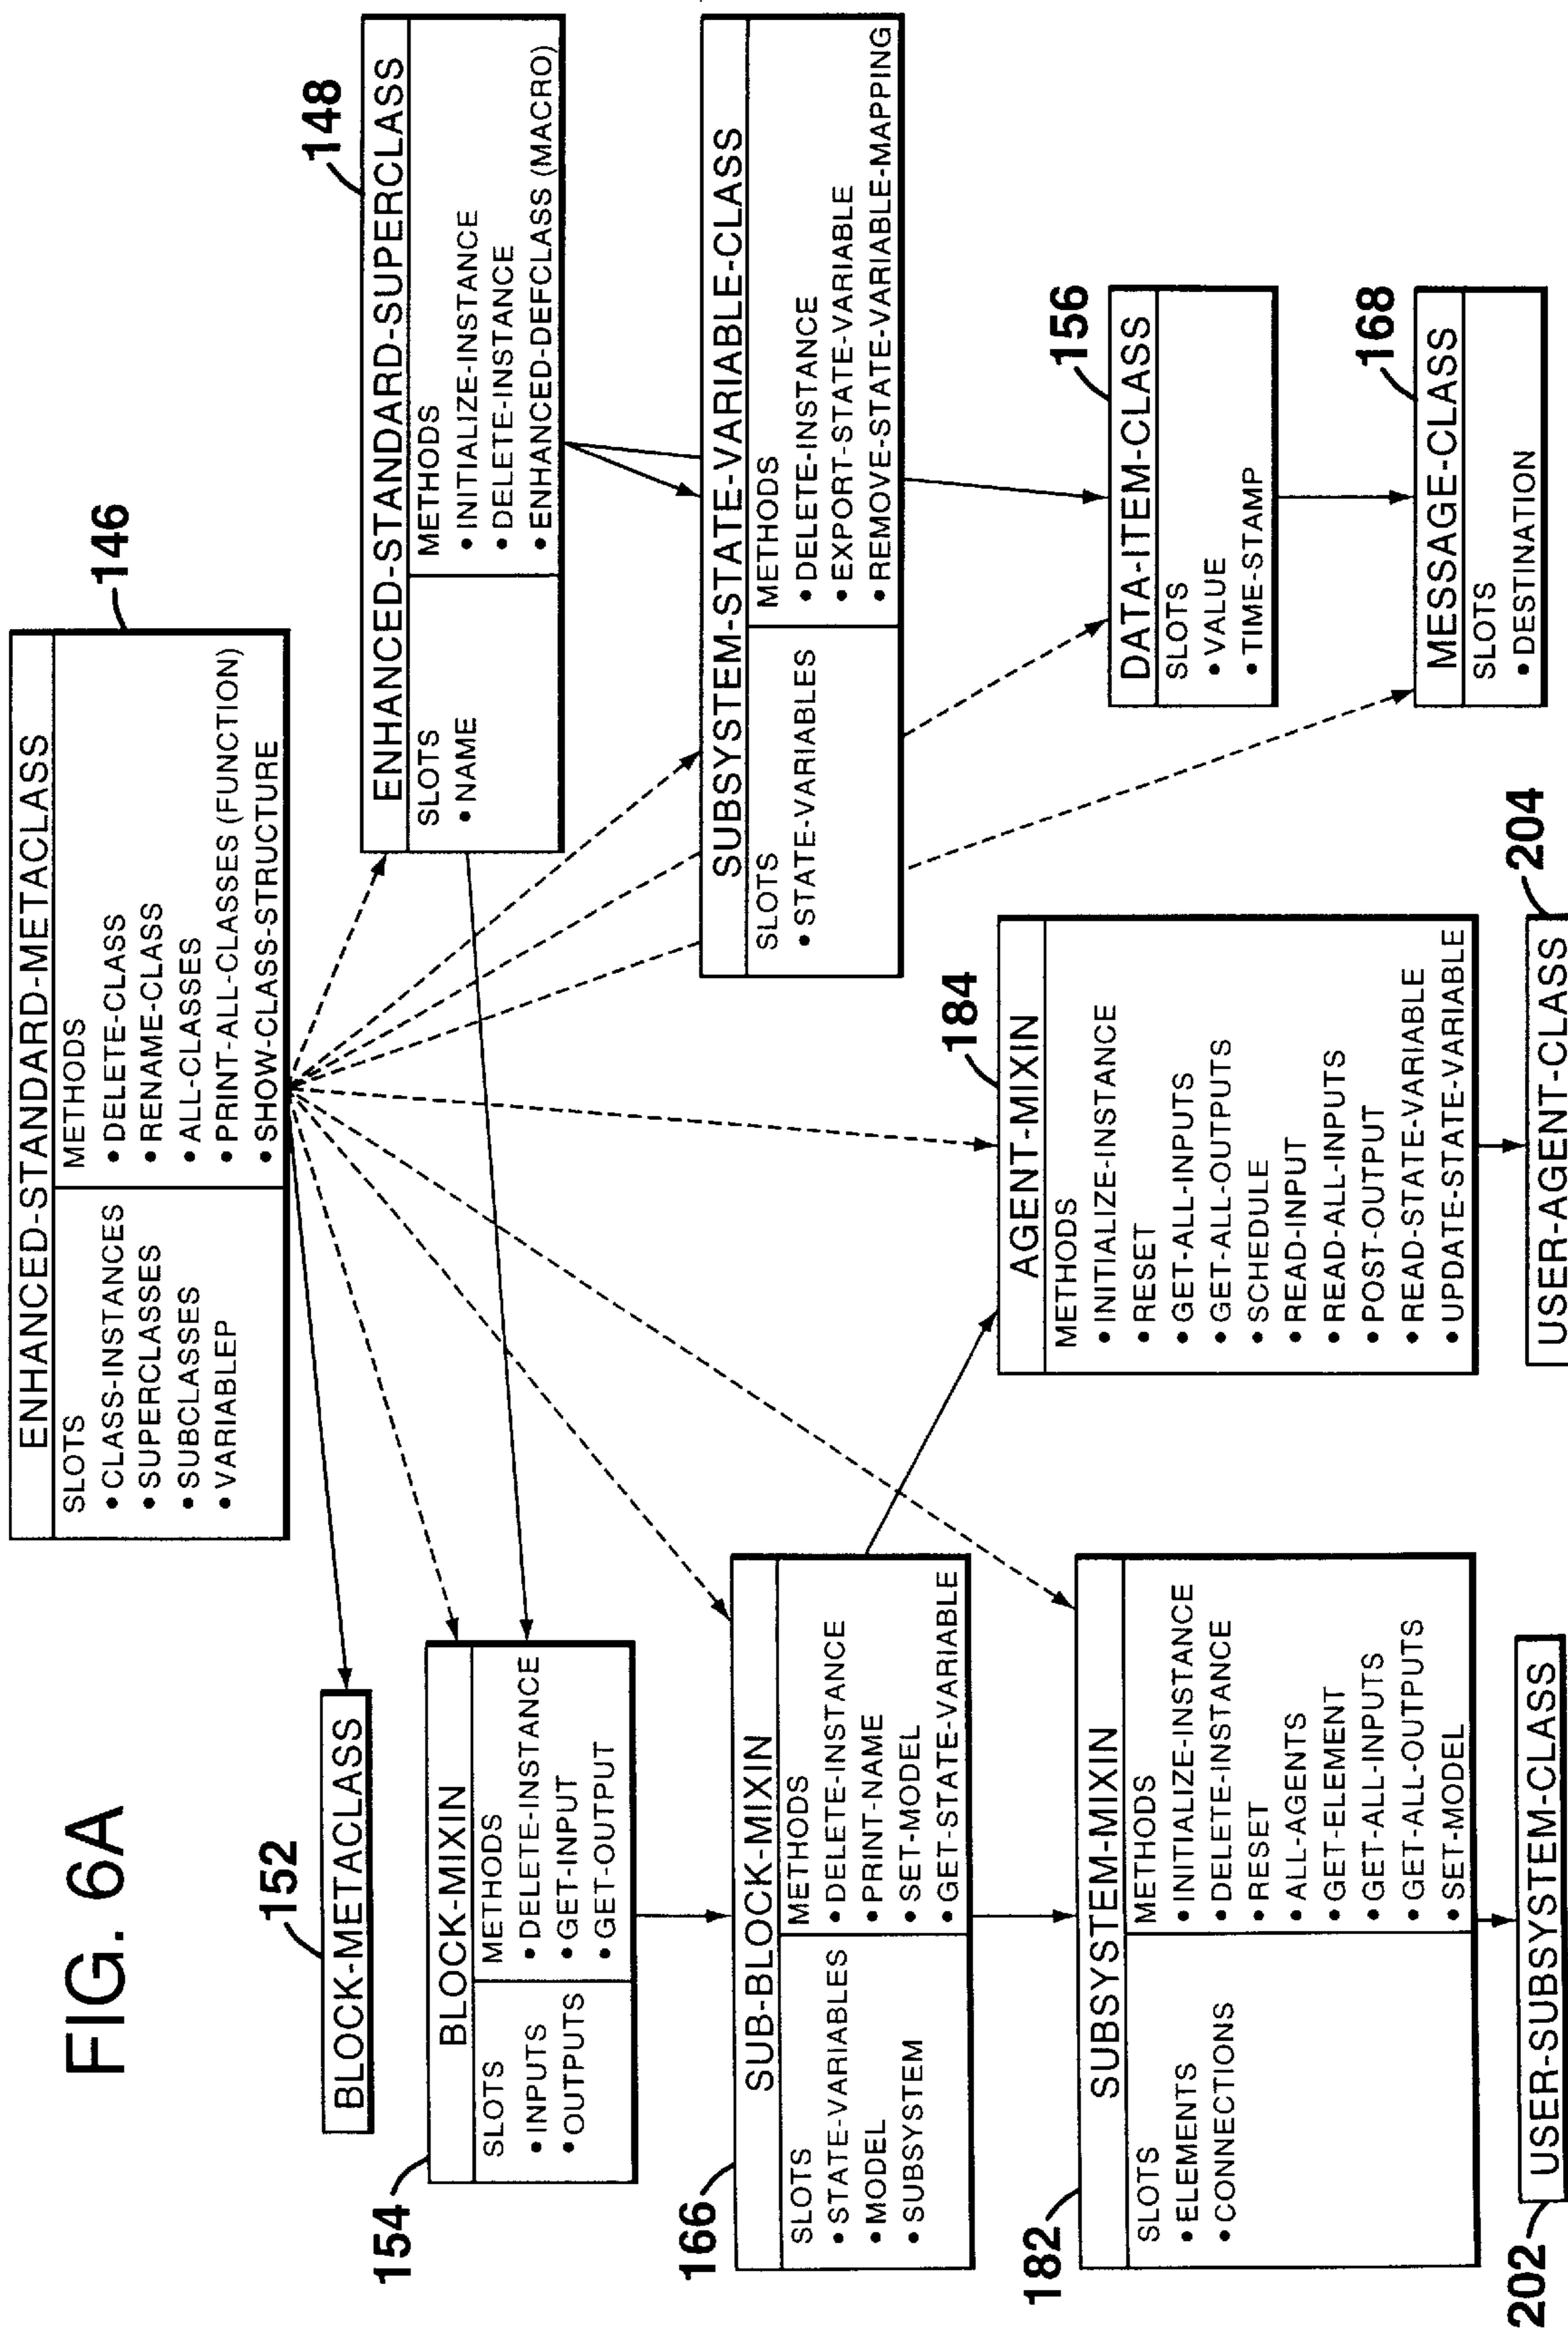 FIG. 6A
ENHANCED-STANDARD-METACLASS
146
SLOTS
• CLASS-INSTANCES
• SUPERCLASSES
• SUBCLASSES
• VARIABLEP
METHODS
• DELETE-CLASS
• RENAME-CLASS
• ALL-CLASSES
• PRINT-ALL-CLASSES (FUNCTION)
• SHOW-CLASS-STRUCTURE
152
BLOCK-METACLASS
148
ENHANCED-STANDARD-SUPERCLASS
SLOTS
• NAME
METHODS
• INITIALIZE-INSTANCE
• DELETE-INSTANCE
• ENHANCED-DEFCLASS (MACRO)
154
BLOCK-MIXIN
SLOTS
• INPUTS
• OUTPUTS
METHODS
• DELETE-INSTANCE
• GET-INPUT
• GET-OUTPUT
SUBSYSTEM-STATE-VARIABLE-CLASS
SLOTS
• STATE-VARIABLES
METHODS
• DELETE-INSTANCE
• EXPORT-STATE-VARIABLE
• REMOVE-STATE-VARIABLE-MAPPING
166
SUB-BLOCK-MIXIN
SLOTS
• STATE-VARIABLES
• MODEL
• SUBSYSTEM
METHODS
• DELETE-INSTANCE
• PRINT-NAME
• SET-MODEL
• GET-STATE-VARIABLE
184
AGENT-MIXIN
METHODS
• INITIALIZE-INSTANCE
• RESET
• GET-ALL-INPUTS
• GET-ALL-OUTPUTS
• SCHEDULE
• READ-INPUT
• READ-ALL-INPUTS
• POST-OUTPUT
• READ-STATE-VARIABLE
• UPDATE-STATE-VARIABLE
156
DATA-ITEM-CLASS
SLOTS
• VALUE
• TIME-STAMP
182
SUBSYSTEM-MIXIN
SLOTS
• ELEMENTS
• CONNECTIONS
METHODS
• INITIALIZE-INSTANCE
• DELETE-INSTANCE
• RESET
• ALL-AGENTS
• GET-ELEMENT
• GET-ALL-INPUTS
• GET-ALL-OUTPUTS
• SET-MODEL
168
MESSAGE-CLASS
SLOTS
• DESTINATION
202
USER-SUBSYSTEM-CLASS
204
USER-AGENT-CLASS